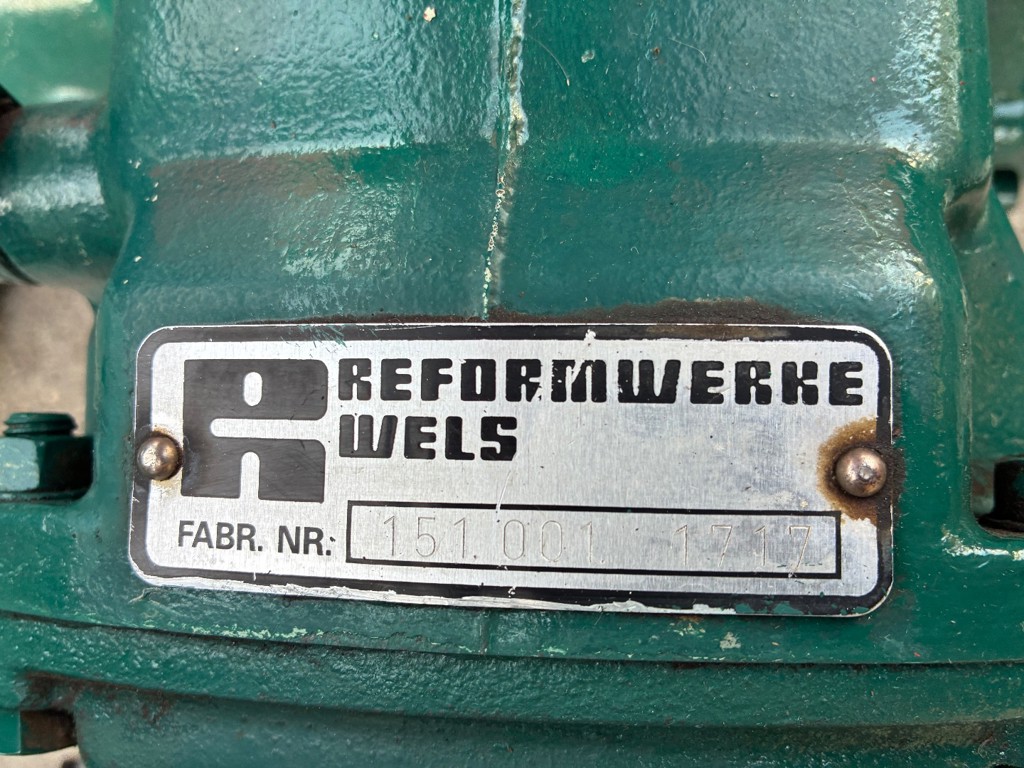 R REFORMWERKE
WELS
FABR. NR.: 151.001 1717